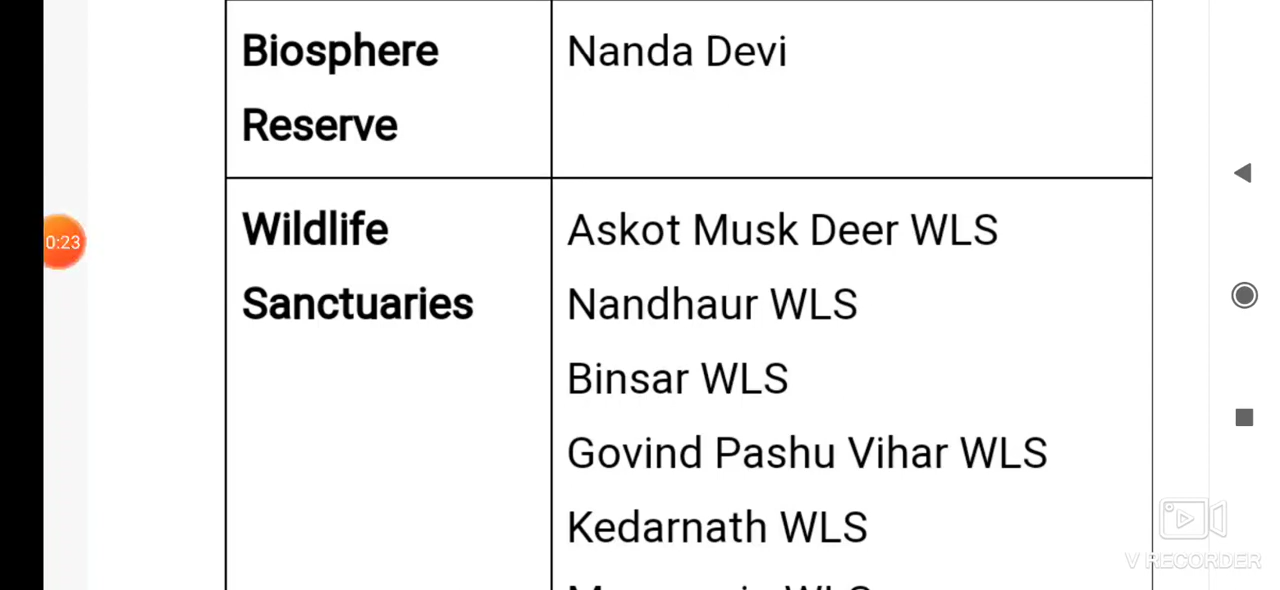 Biosphere
Reserve
Nanda Devi
Wildlife
Sanctuaries
Askot Musk Deer WLS
Nandhaur WLS
Binsar WLS
Govind Pashu Vihar WLS
Kedarnath WLS
0:23
V RECORDER